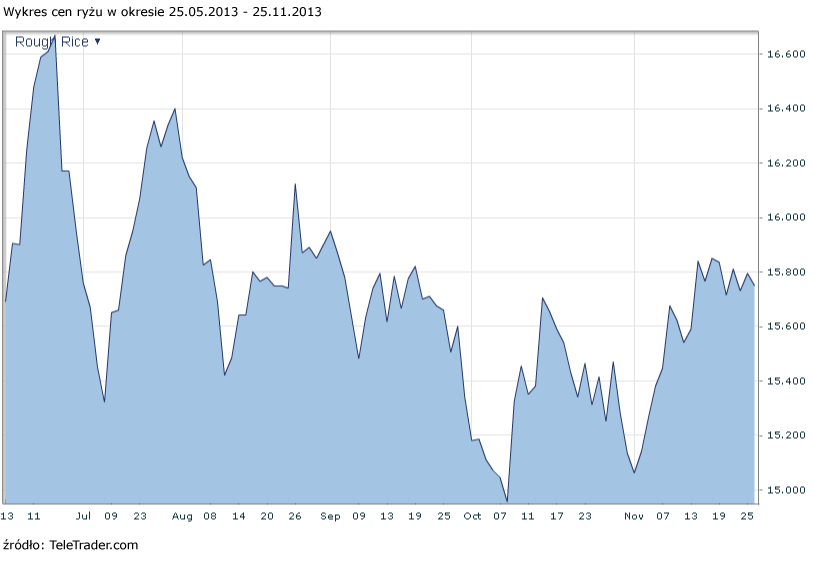 Wykres cen ryżu w okresie 25.05.2013 - 25.11.2013
Rough Rice ▼
16.600
16.400
16.200
16.000
15.800
15.600
15.400
15.200
15.000
13 11 Jul 09 23 Aug 08 14 20 26 Sep 09 13 19 25 Oct 07 11 17 23 Nov 07 13 19 25
źródło: TeleTrader.com